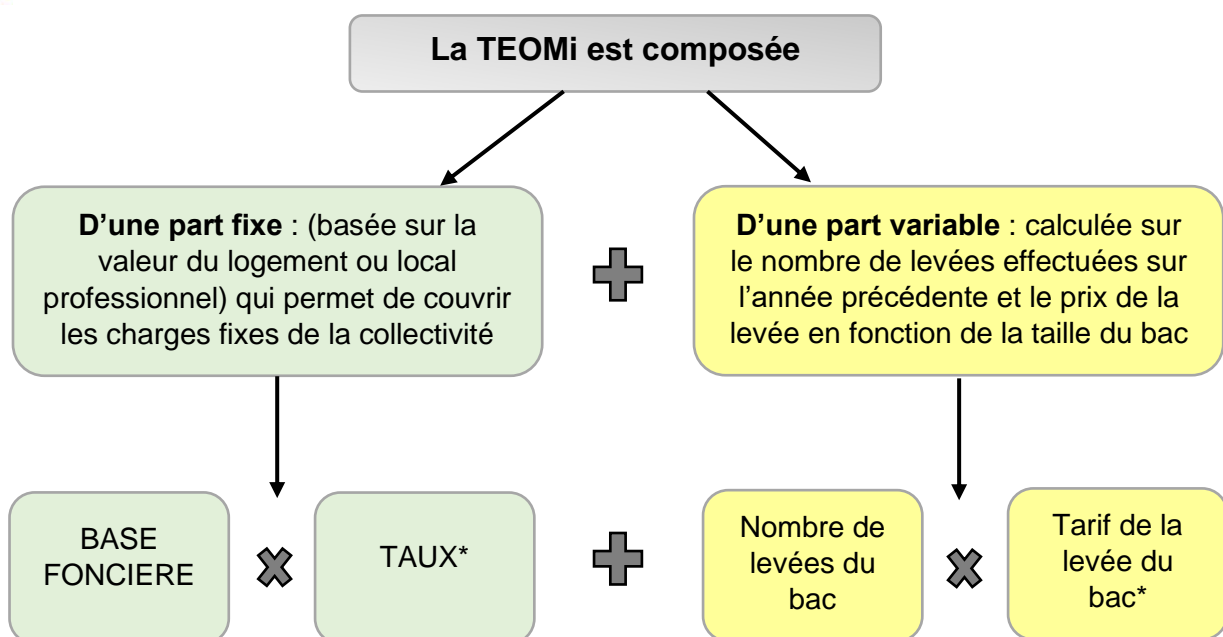 La TEOMi est composée
D'une part fixe : (basée sur la
valeur du logement ou local
professionnel) qui permet de couvrir
les charges fixes de la collectivité
D'une part variable : calculée sur
le nombre de levées effectuées sur
l'année précédente et le prix de la
levée en fonction de la taille du bac
BASE
FONCIERE
TAUX*
Nombre de
levées du
bac
Tarif de la
levée du
bac*